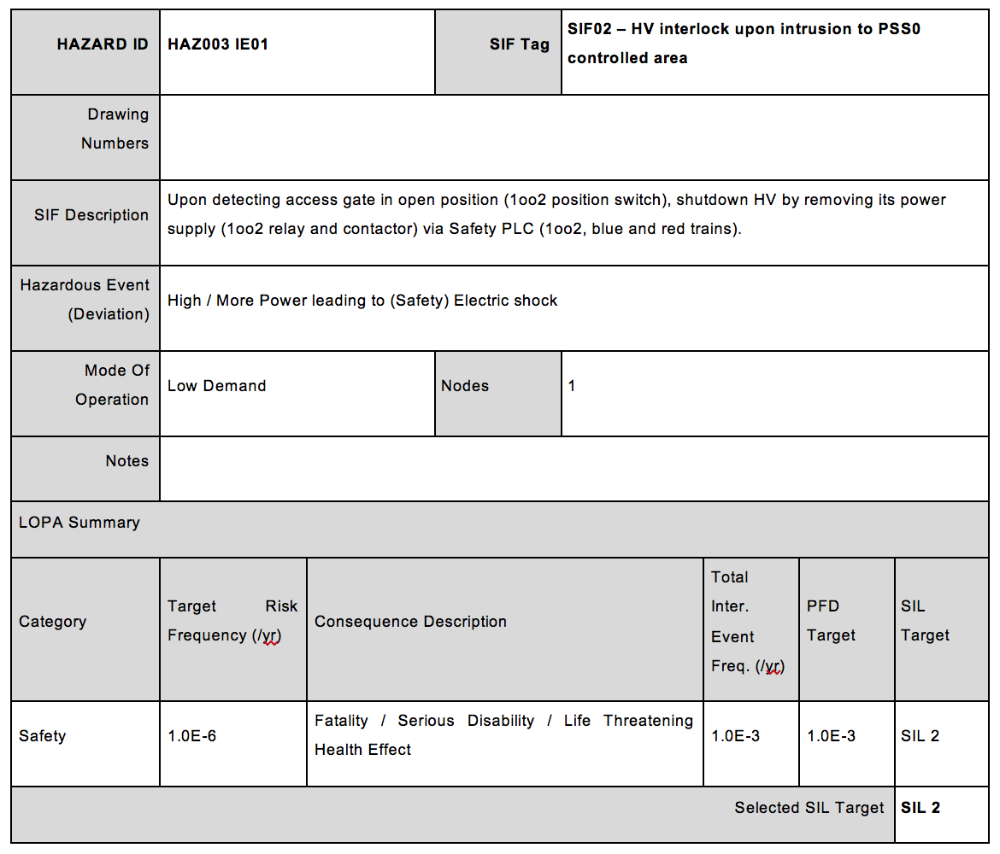 HAZARD ID
HAZ003 IE01
SIF Tag
SIF02 – HV interlock upon intrusion to PSS0
controlled area
Drawing
Numbers
SIF Description
Upon detecting access gate in open position (1oo2 position switch), shutdown HV by removing its power
supply (1oo2 relay and contactor) via Safety PLC (1oo2, blue and red trains).
Hazardous Event
(Deviation)
High / More Power leading to (Safety) Electric shock
Mode Of
Operation
Low Demand
Nodes
1
Notes
LOPA Summary
Category
Target Risk
Frequency (/yr)
Consequence Description
Total
Inter.
Event
Freq. (/yr)
PFD
Target
SIL
Target
Safety
1.0E-6
Fatality / Serious Disability / Life Threatening
Health Effect
1.0E-3
1.0E-3
SIL 2
Selected SIL Target
SIL 2